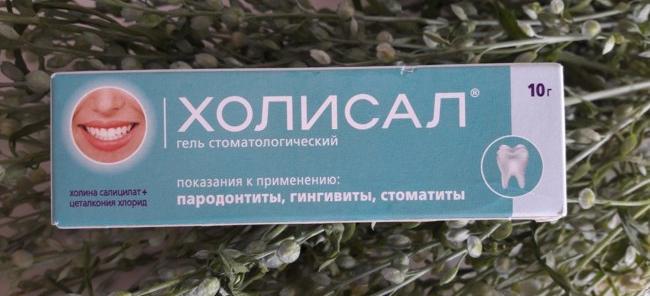 ХОЛИСАЛ®
10 г
гель стоматологический
холина салицилат +
цеталкония хлорид
показания к применению:
пародонтиты, гингивиты, стоматиты